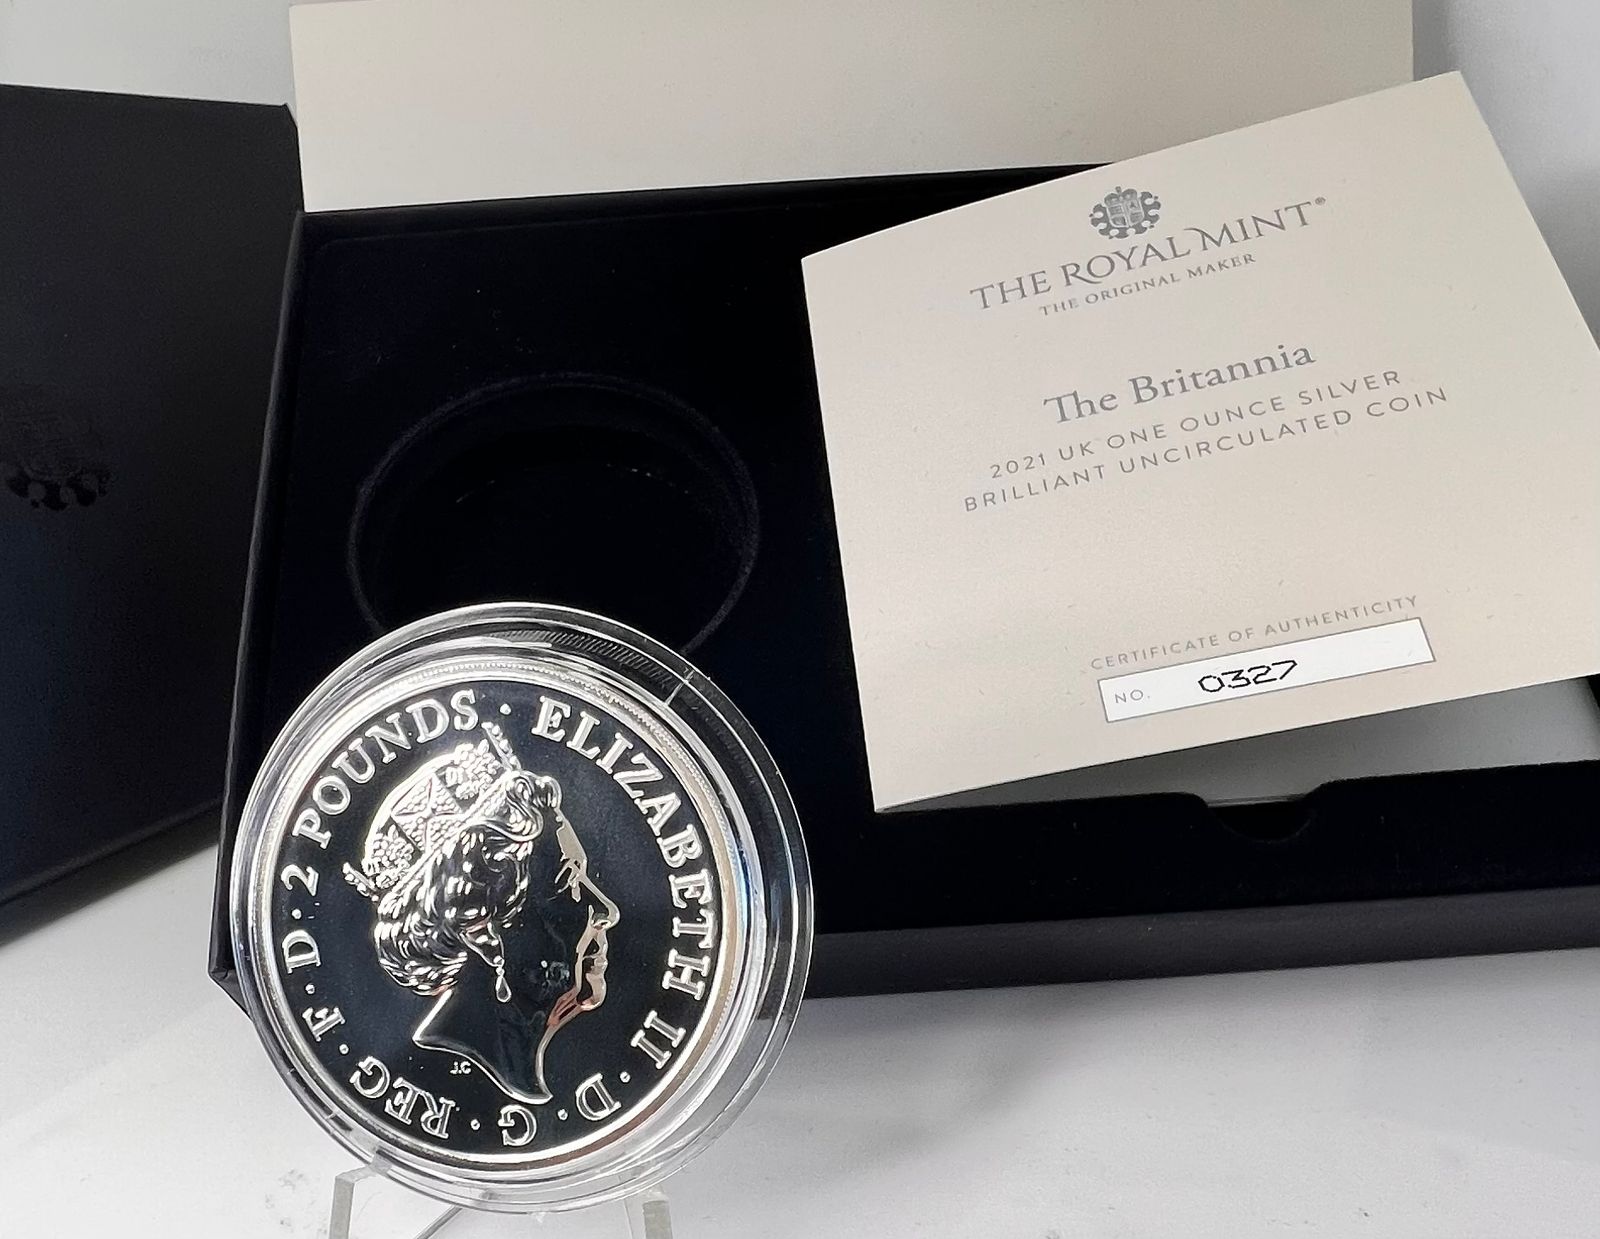 THE ROYAL MINT®
THE ORIGINAL MAKER
The Britannia
2021 UK ONE OUNCE SILVER
BRILLIANT UNCIRCULATED COIN
CERTIFICATE OF AUTHENTICITY
NO. 0327
ELIZABETH II · D · G · REG · F · D · 2 POUNDS ·
J.C